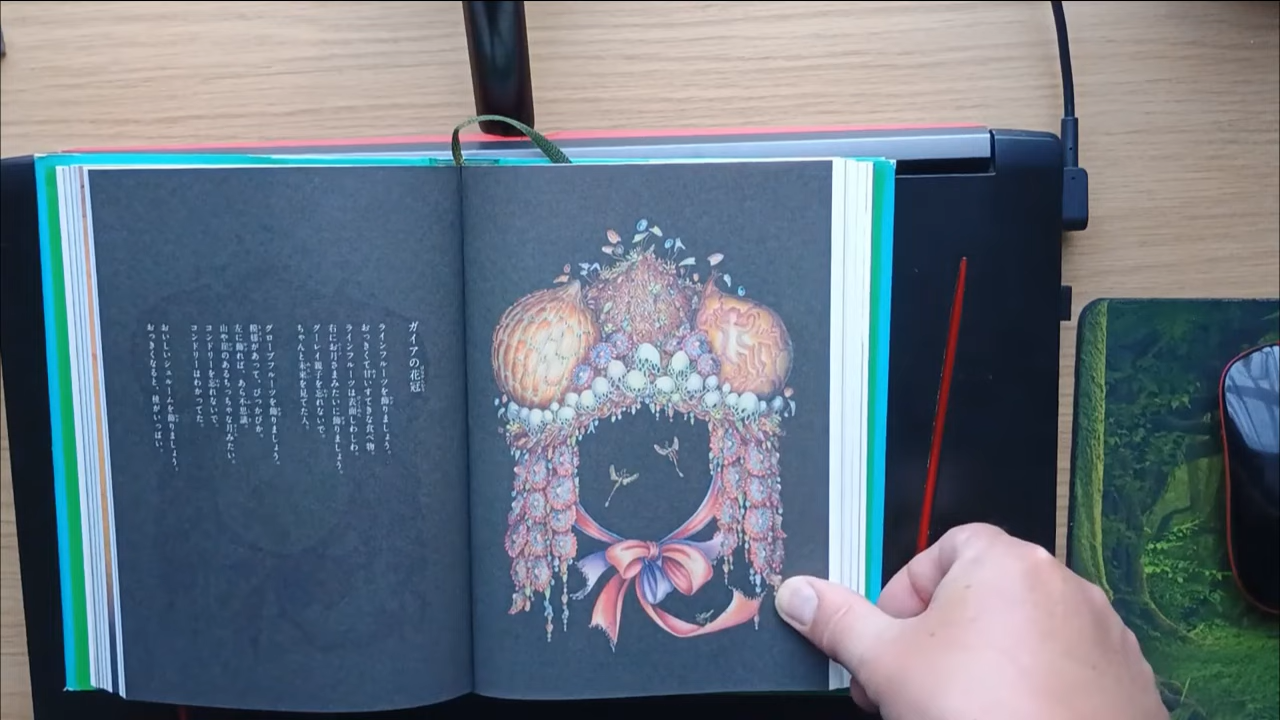 ガイアの花冠
ラインフルーツを飾りましょう。
おっきくて甘いすてきな食べ物。
ラインフルーツは表面しわしわ。
右にお月さまみたいに飾りましょう。
グールイ親子を忘れないで。
ちゃんと未来を見てた人。
グローブフルーツを飾りましょう。
模様があって、ぴっかぴか。
左に飾れば、あら不思議。
山や崖のあるちっちゃな月みたい。
コンドリーを忘れないで。
コンドリーはわかってた。
おいしいシュルームを飾りましょう。
おっきくなると、種がいっぱい。